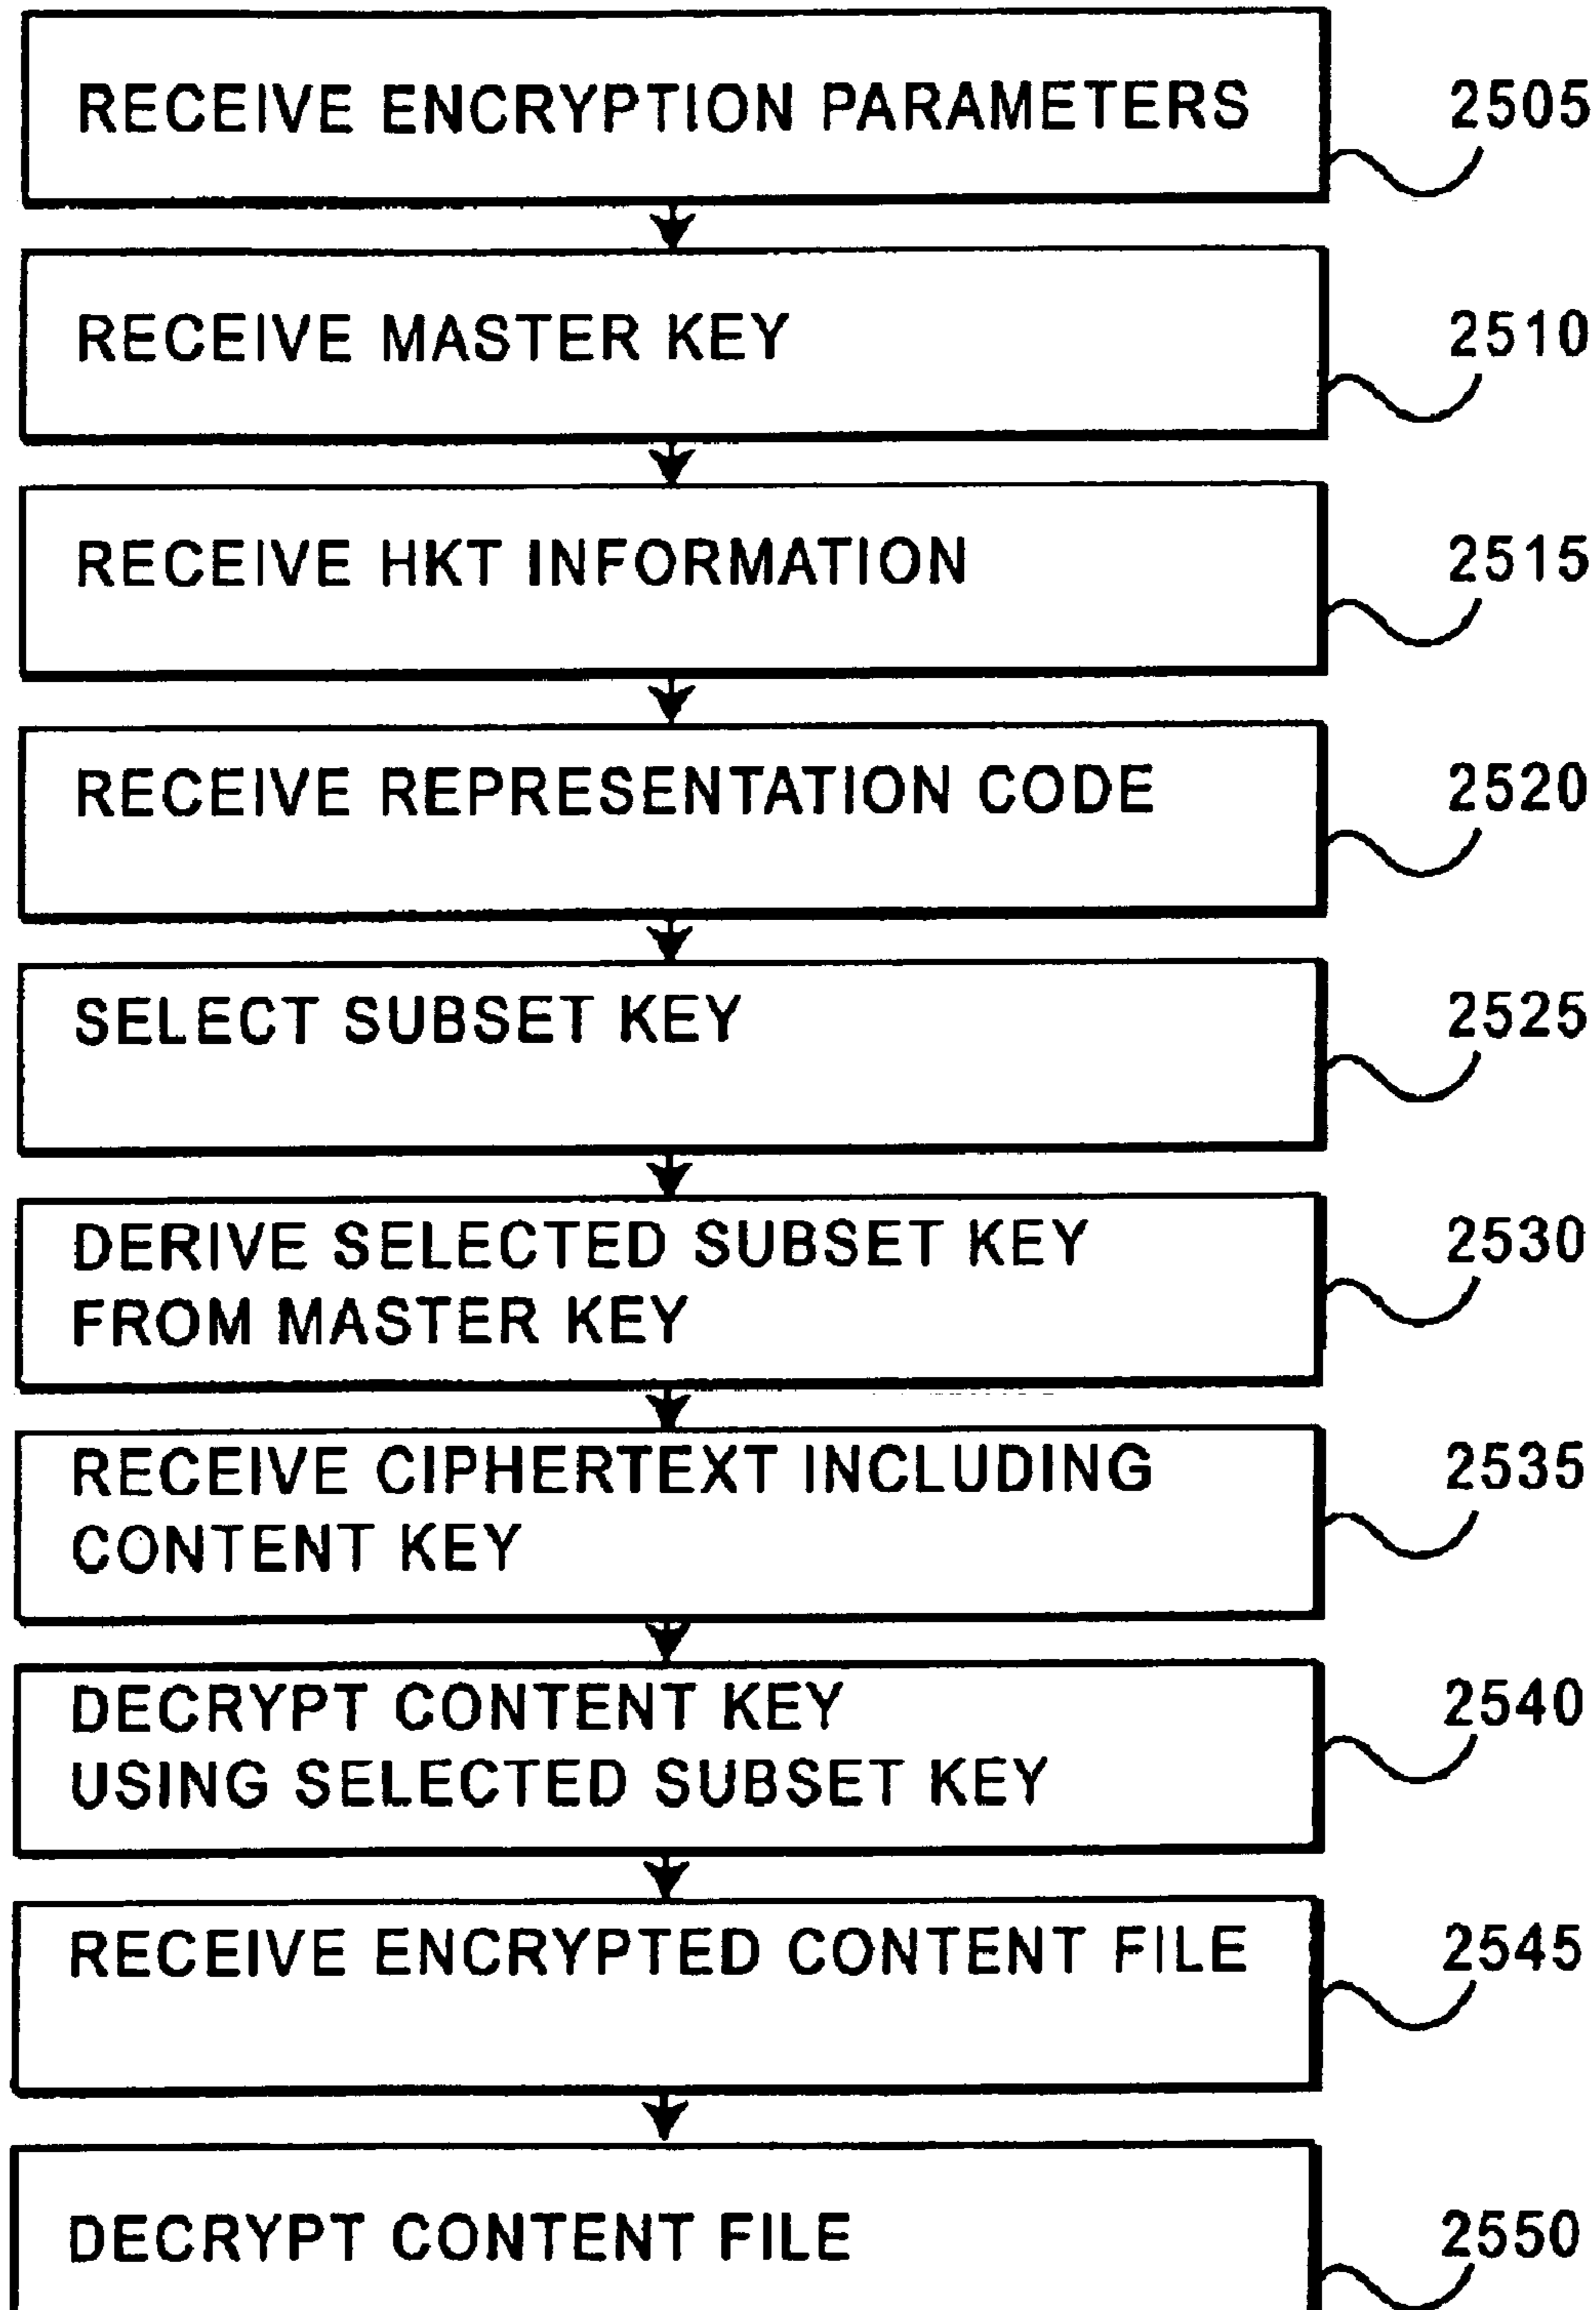 RECEIVE ENCRYPTION PARAMETERS 2505
RECEIVE MASTER KEY 2510
RECEIVE HKT INFORMATION 2515
RECEIVE REPRESENTATION CODE 2520
SELECT SUBSET KEY 2525
DERIVE SELECTED SUBSET KEY 2530
FROM MASTER KEY
RECEIVE CIPHERTEXT INCLUDING 2535
CONTENT KEY
DECRYPT CONTENT KEY 2540
USING SELECTED SUBSET KEY
RECEIVE ENCRYPTED CONTENT FILE 2545
DECRYPT CONTENT FILE 2550